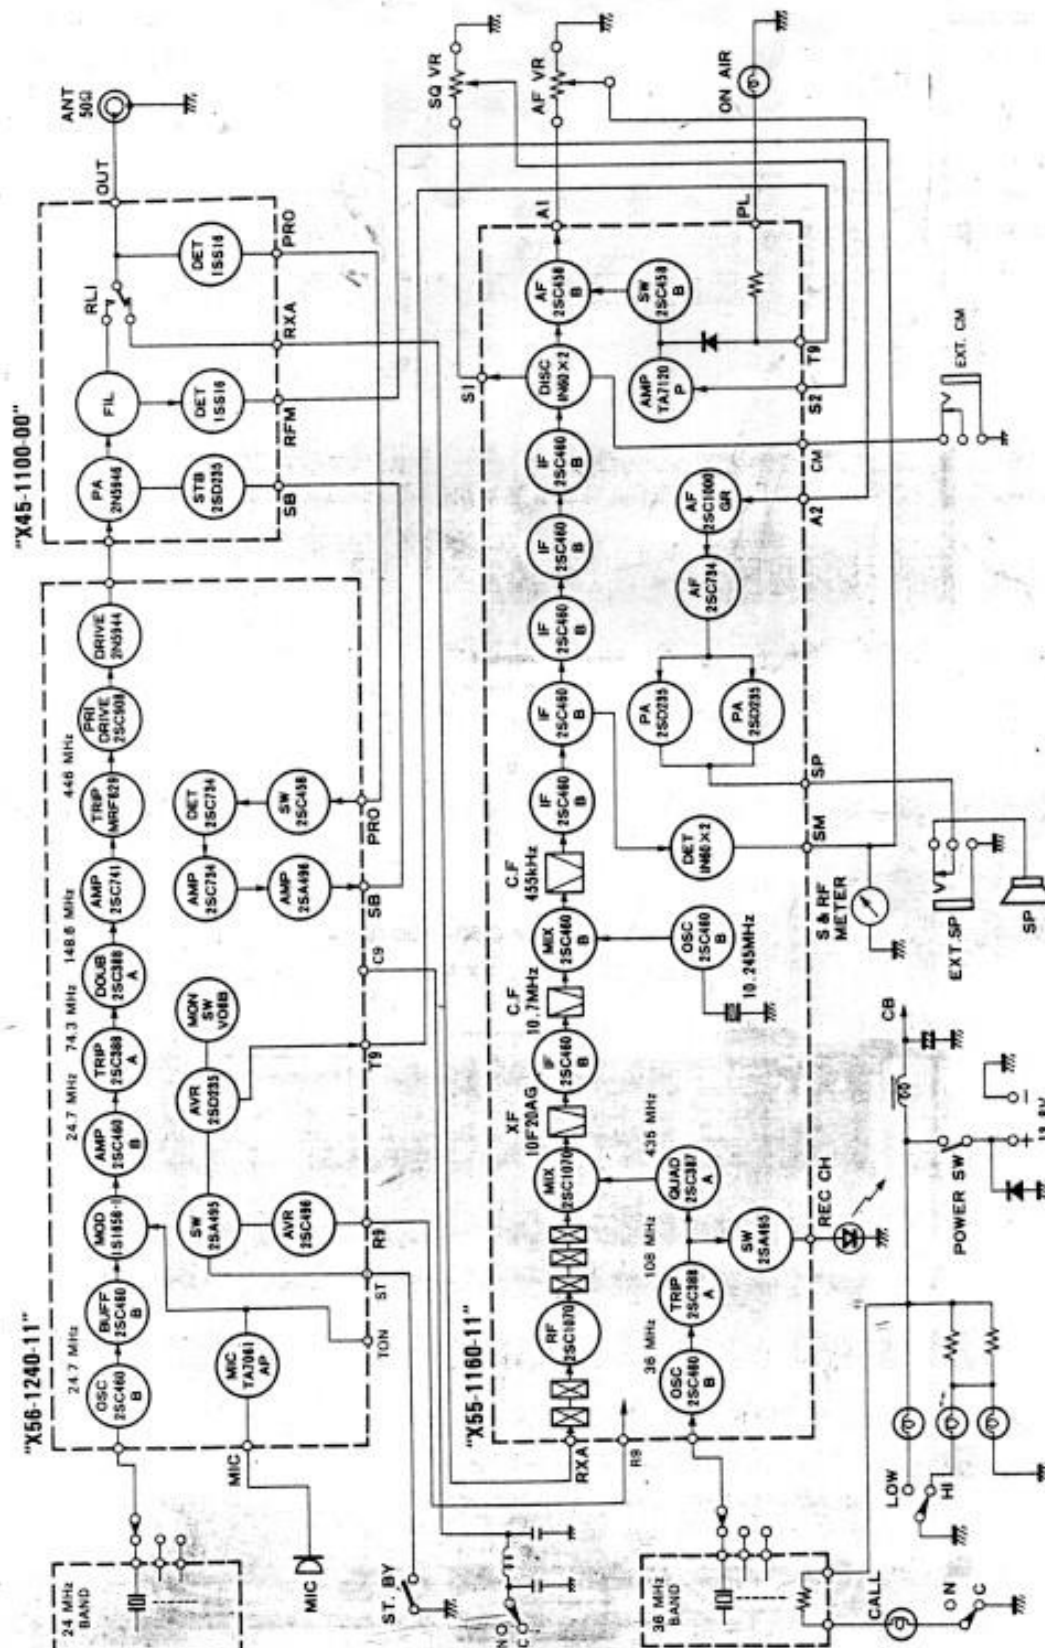 "X56-1240-11"
24 MHz
BAND
24.7 MHz
24.7 MHz
74.3 MHz
148.6 MHz
446 MHz
OSC
2SC460
B
BUFF
2SC460
B
MOD
1S1658-1
AMP
2SC460
B
TRIP
2SC388
A
DOUB
2SC388
A
AMP
2SC741
TRIP
MRF628
PRI
DRIVE
2SC908
DRIVE
2N5944
MIC
TA7061
AP
SW
2SA495
AVR
2SC496
AVR
2SD235
MON
SW
V06B
AMP
2SC734
DET
2SC734
AMP
2SA496
SW
2SC458
MIC
MIC
TON
ST
R9
T9
C9
SB
PRO
ST. BY
"X45-1100-00"
PA
2N5946
FIL
RL1
STB
2SD235
DET
1SS16
DET
1SS16
SB
RFM
RXA
PRO
OUT
ANT
50Ω
"X55-1160-11"
RXA
R9
RF
2SC1070
MIX
2SC1070
XF
10F20AG
IF
2SC460
B
C.F
10.7MHz
MIX
2SC460
B
C.F
455kHz
IF
2SC460
B
IF
2SC460
B
IF
2SC460
B
IF
2SC460
B
IF
2SC460
B
DISC
IN60×2
AF
2SC458
B
S1
A1
36 MHz
108 MHz
435 MHz
OSC
2SC460
B
TRIP
2SC388
A
QUAD
2SC387
A
SW
2SA495
OSC
2SC460
B
10.245MHz
DET
IN60×2
PA
2SD235
PA
2SD235
AF
2SC734
AF
2SC1000
GR
AMP
TA7120
P
SW
2SC458
B
SM
SP
A2
CM
S2
T9
PL
SQ VR
AF VR
ON AIR
36 MHz
BAND
CALL
ON
C
LOW
HI
REC CH
POWER SW
CB
+
−
S & RF
METER
EXT.SP
SP
EXT. CM